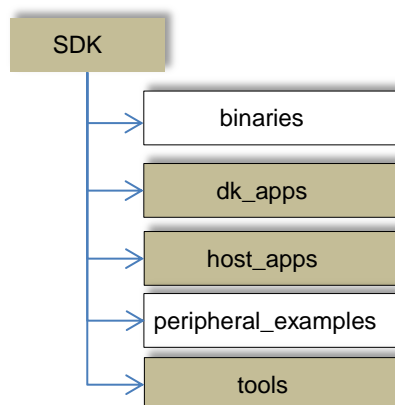 SDK
binaries
dk_apps
host_apps
peripheral_examples
tools